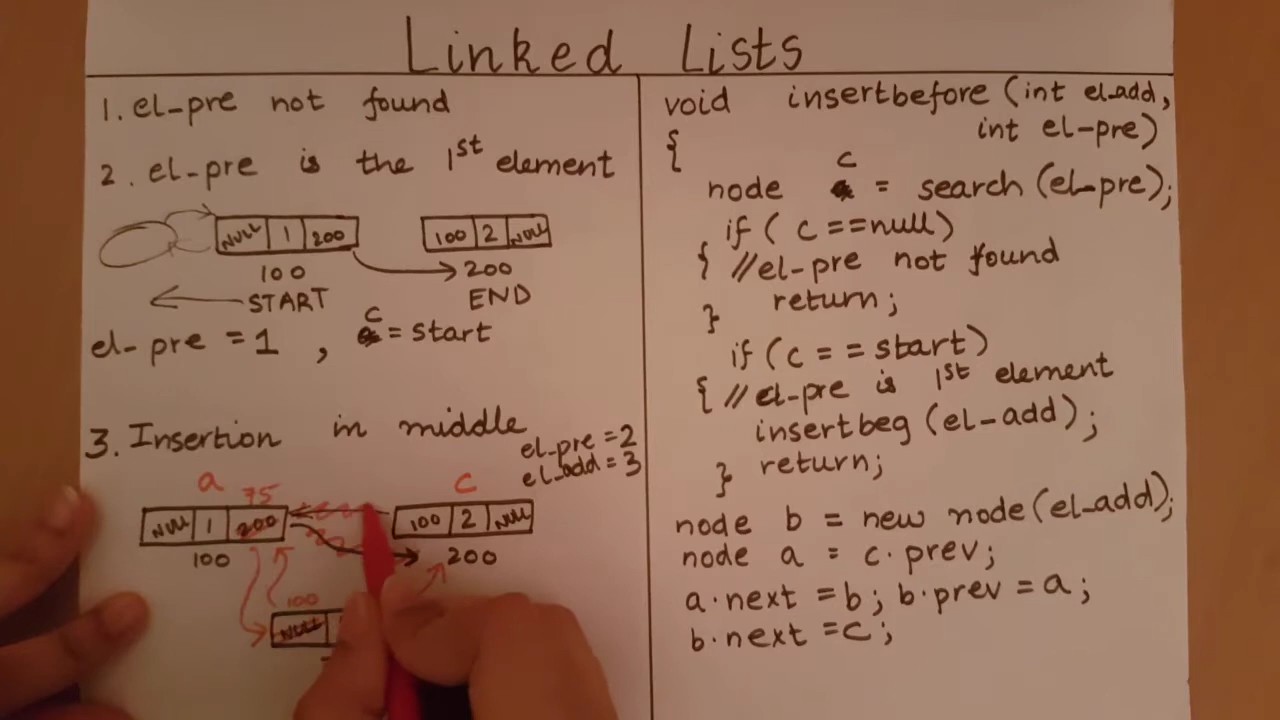 Linked Lists
1. el-pre not found
2. el-pre is the 1st element
NULL 1 200
100 2 NULL
100
200
START
END
el-pre = 1 , c = start
3. Insertion in middle
el-pre = 2
el-add = 3
a
75
c
NULL 1 200
100 2 NULL
100
200
100
NULL
void insertbefore (int el-add,
int el-pre)
{
c
node = search (el-pre);
if ( c ==null)
{ //el-pre not found
return;
}
if (c == start)
{ // el-pre is 1st element
insertbeg (el-add);
} return;
node b = new node (el-add);
node a = c.prev;
a.next = b; b.prev = a;
b.next = c;